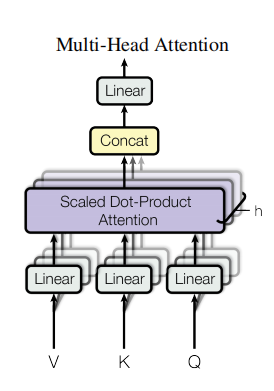 Multi-Head Attention
Linear
Concat
Scaled Dot-Product
Attention
h
Linear Linear Linear
V K Q